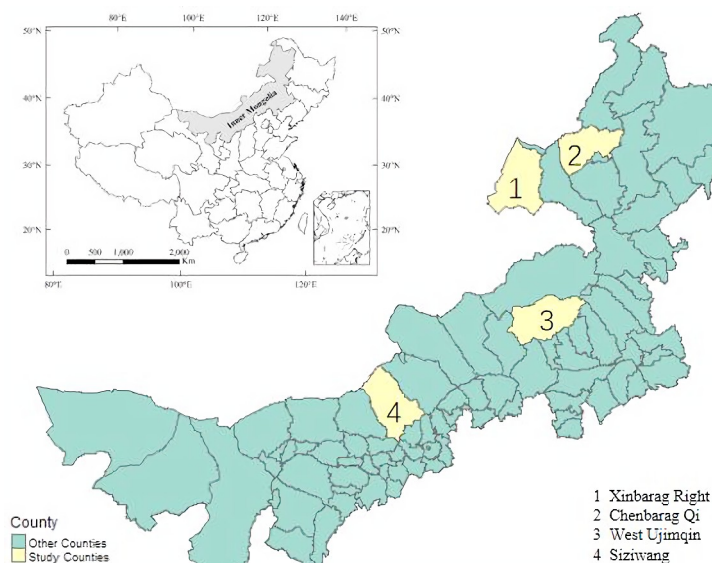 80°E 100°E 120°E 140°E
50°N 50°N
40°N 40°N
30°N 30°N
20°N 20°N
Inner Mongolia
0 500 1,000 2,000
Km
80°E 100°E 120°E
1
2
3
4
County
Other Counties
Study Counties
1 Xinbarag Right
2 Chenbarag Qi
3 West Ujimqin
4 Siziwang